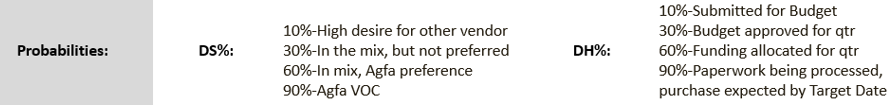 Probabilities:
DS%:
10%-High desire for other vendor
30%-In the mix, but not preferred
60%-In mix, Agfa preference
90%-Agfa VOC
DH%:
10%-Submitted for Budget
30%-Budget approved for qtr
60%-Funding allocated for qtr
90%-Paperwork being processed,
purchase expected by Target Date